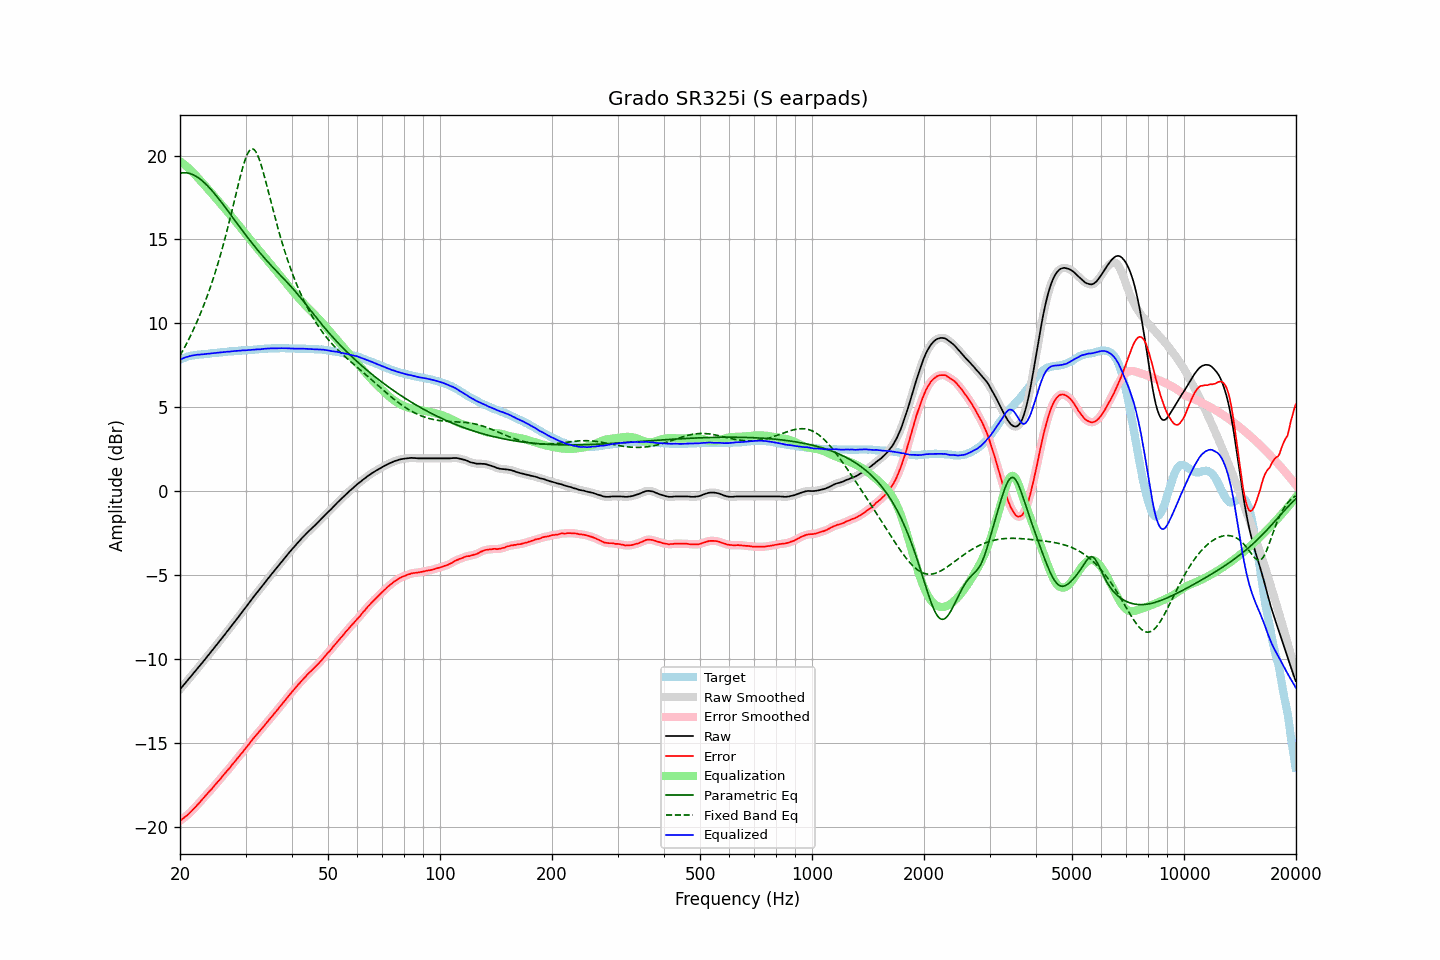 Grado SR325i (S earpads)
20
15
10
5
0
−5
−10
−15
−20
Amplitude (dBr)
Target
Raw Smoothed
Error Smoothed
Raw
Error
Equalization
Parametric Eq
Fixed Band Eq
Equalized
20
50
100
200
500
1000
2000
5000
10000
20000
Frequency (Hz)